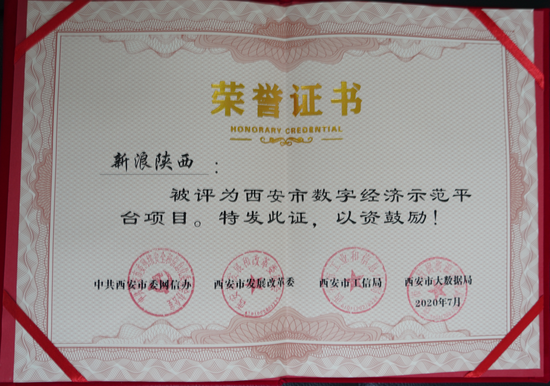 荣誉证书
HONORARY CREDENTIAL
新浪陕西：
被评为西安市数字经济示范平
台项目。特发此证，以资鼓励！
中共西安市委网信办 西安市发展改革委 西安市工信局 西安市大数据局
2020年7月